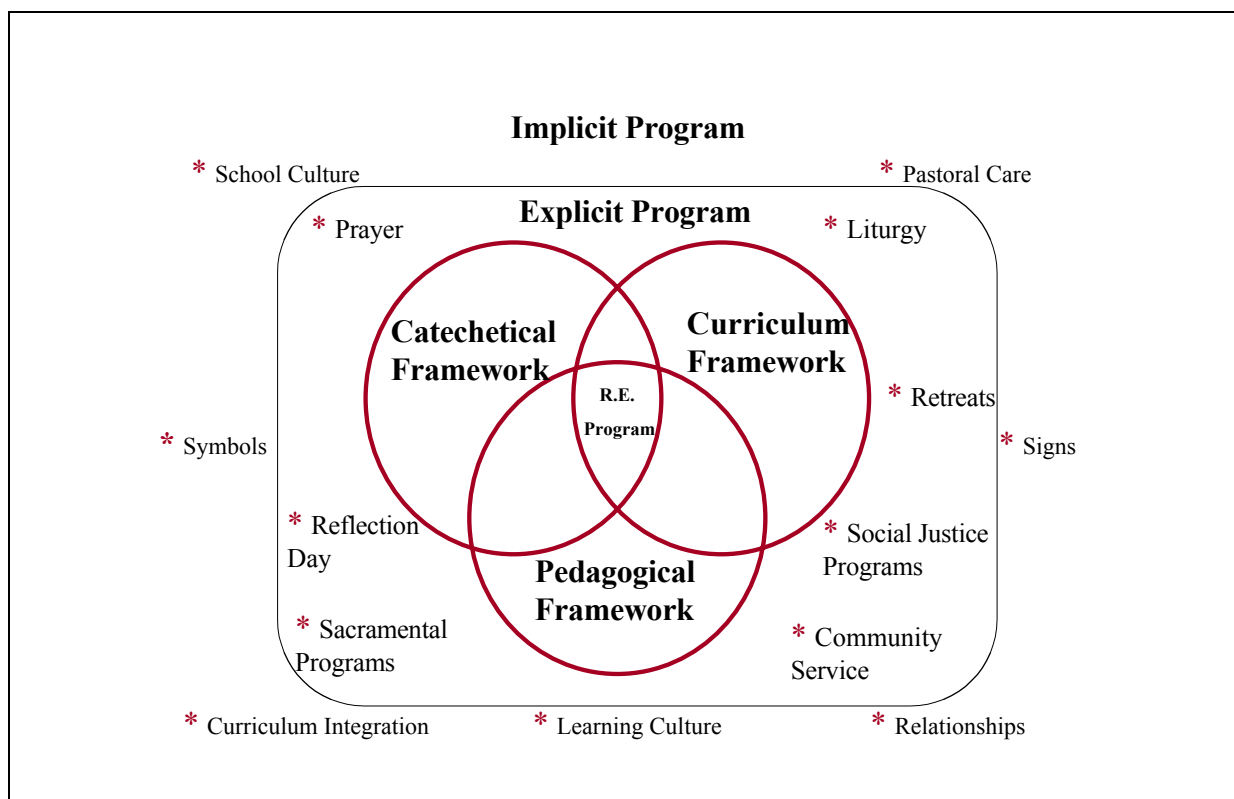 Implicit Program
* School Culture
* Pastoral Care
Explicit Program
* Prayer
* Liturgy
Catechetical
Framework
Curriculum
Framework
R.E.
Program
* Retreats
* Symbols
* Signs
* Reflection
Day
* Social Justice
Programs
Pedagogical
Framework
* Sacramental
Programs
* Community
Service
* Curriculum Integration
* Learning Culture
* Relationships